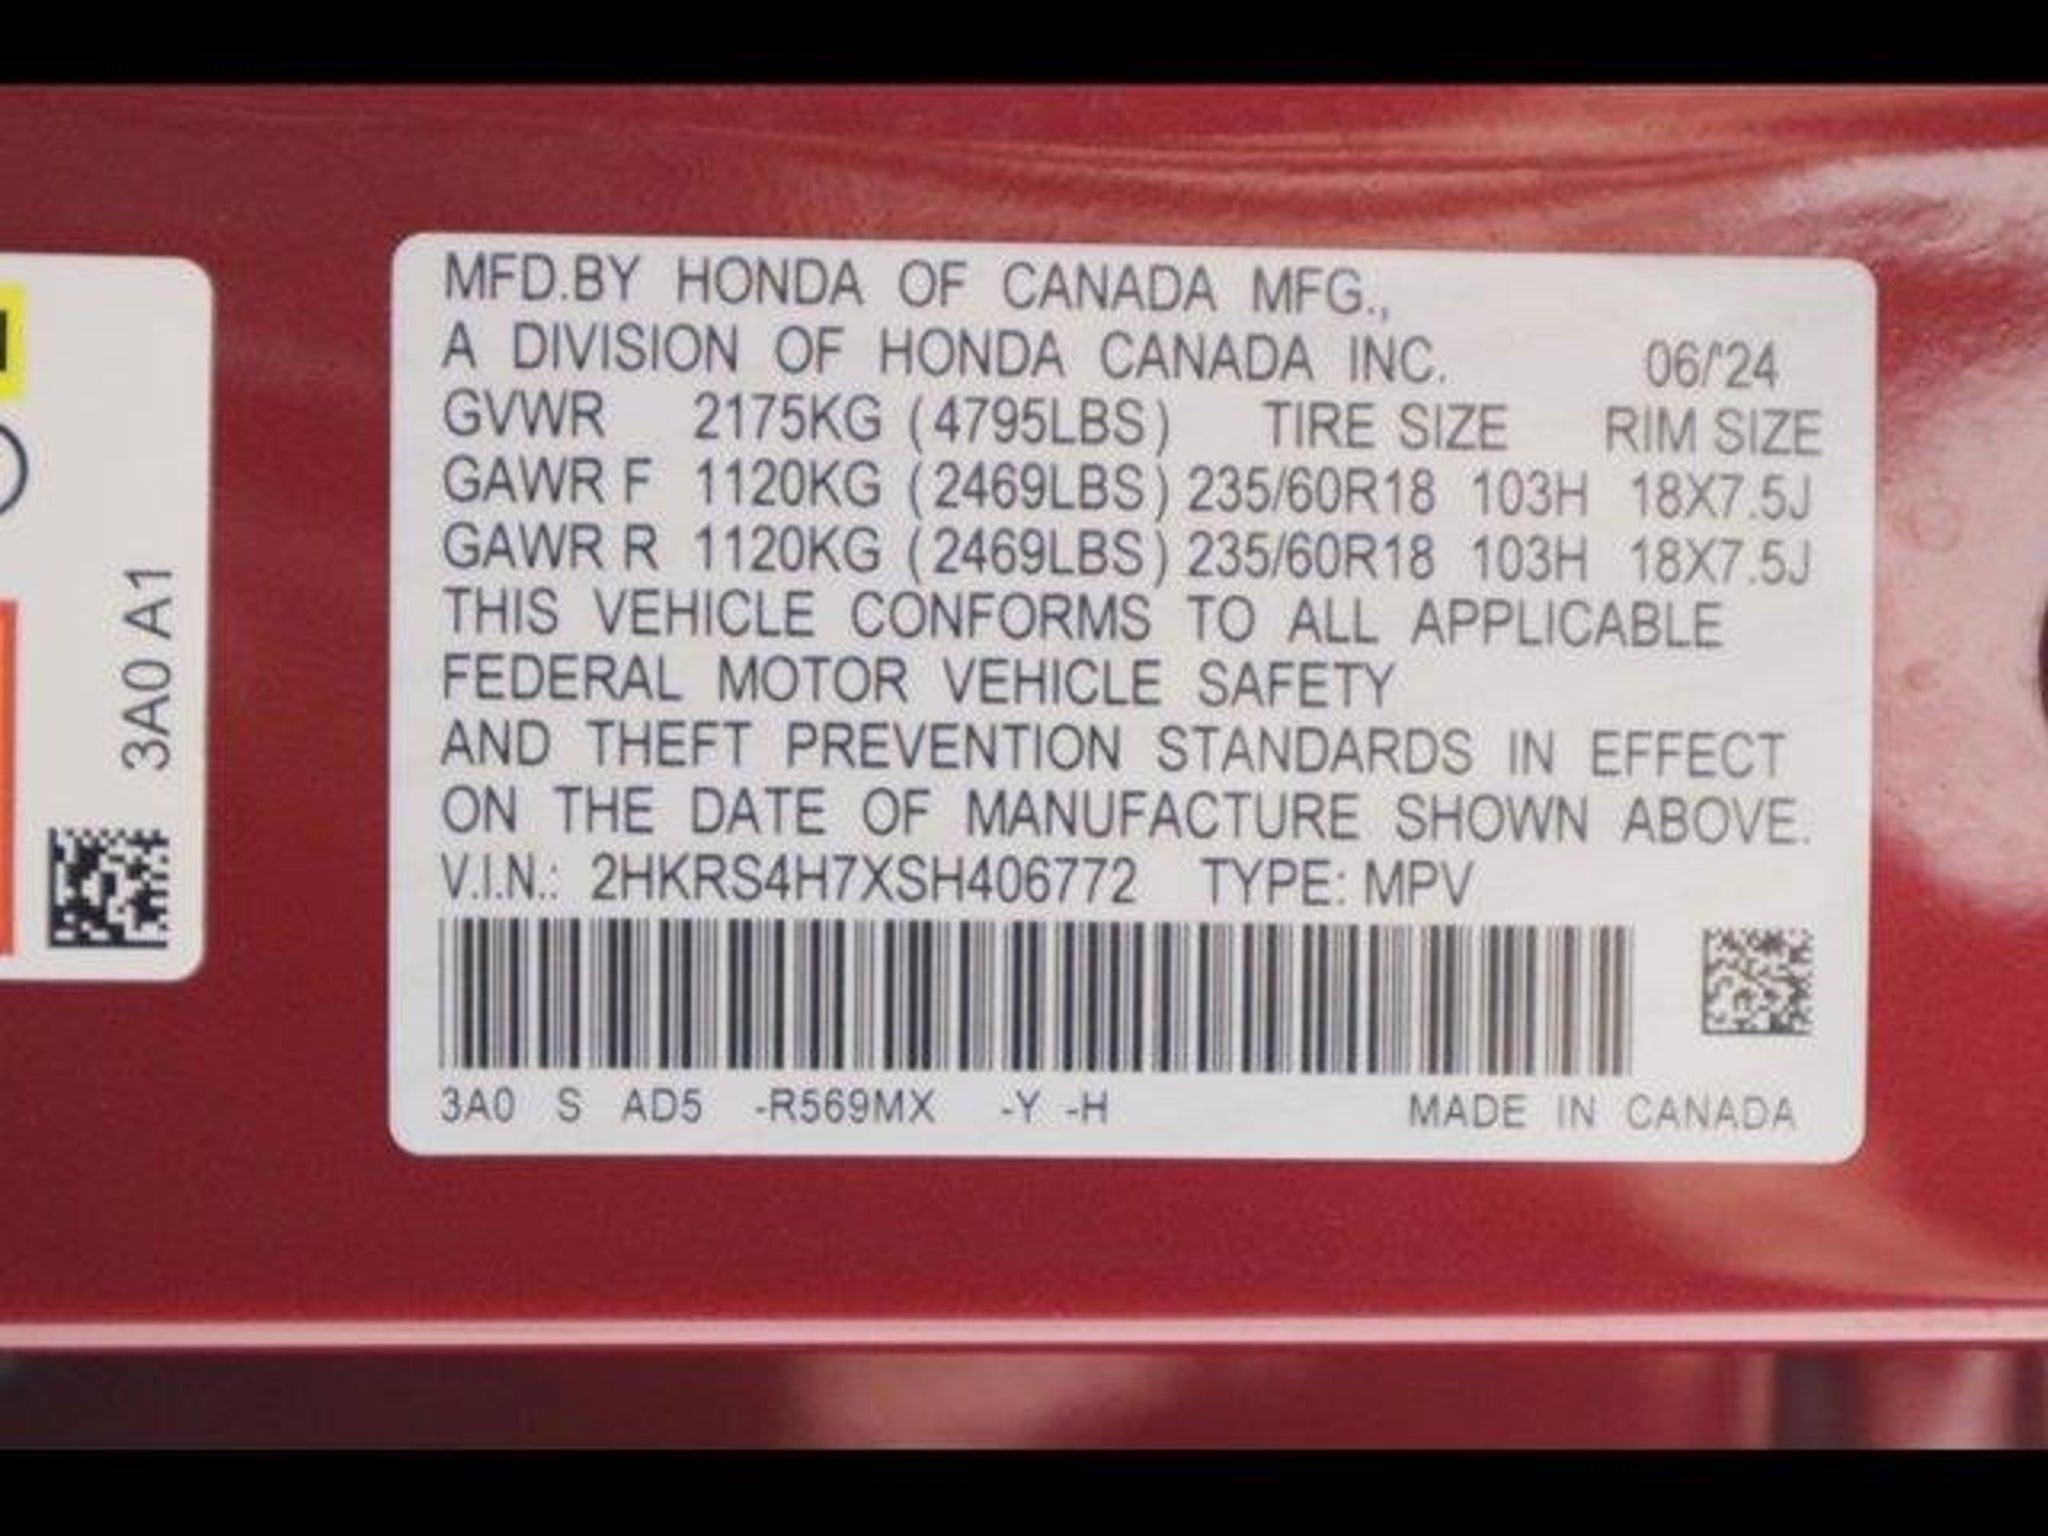 MFD.BY HONDA OF CANADA MFG.,
A DIVISION OF HONDA CANADA INC. 06/'24
GVWR 2175KG (4795LBS) TIRE SIZE RIM SIZE
GAWR F 1120KG (2469LBS) 235/60R18 103H 18X7.5J
GAWR R 1120KG (2469LBS) 235/60R18 103H 18X7.5J
THIS VEHICLE CONFORMS TO ALL APPLICABLE
FEDERAL MOTOR VEHICLE SAFETY
AND THEFT PREVENTION STANDARDS IN EFFECT
ON THE DATE OF MANUFACTURE SHOWN ABOVE.
V.I.N.: 2HKRS4H7XSH406772 TYPE: MPV
3A0 S AD5 -R569MX -Y -H MADE IN CANADA
3A0 A1